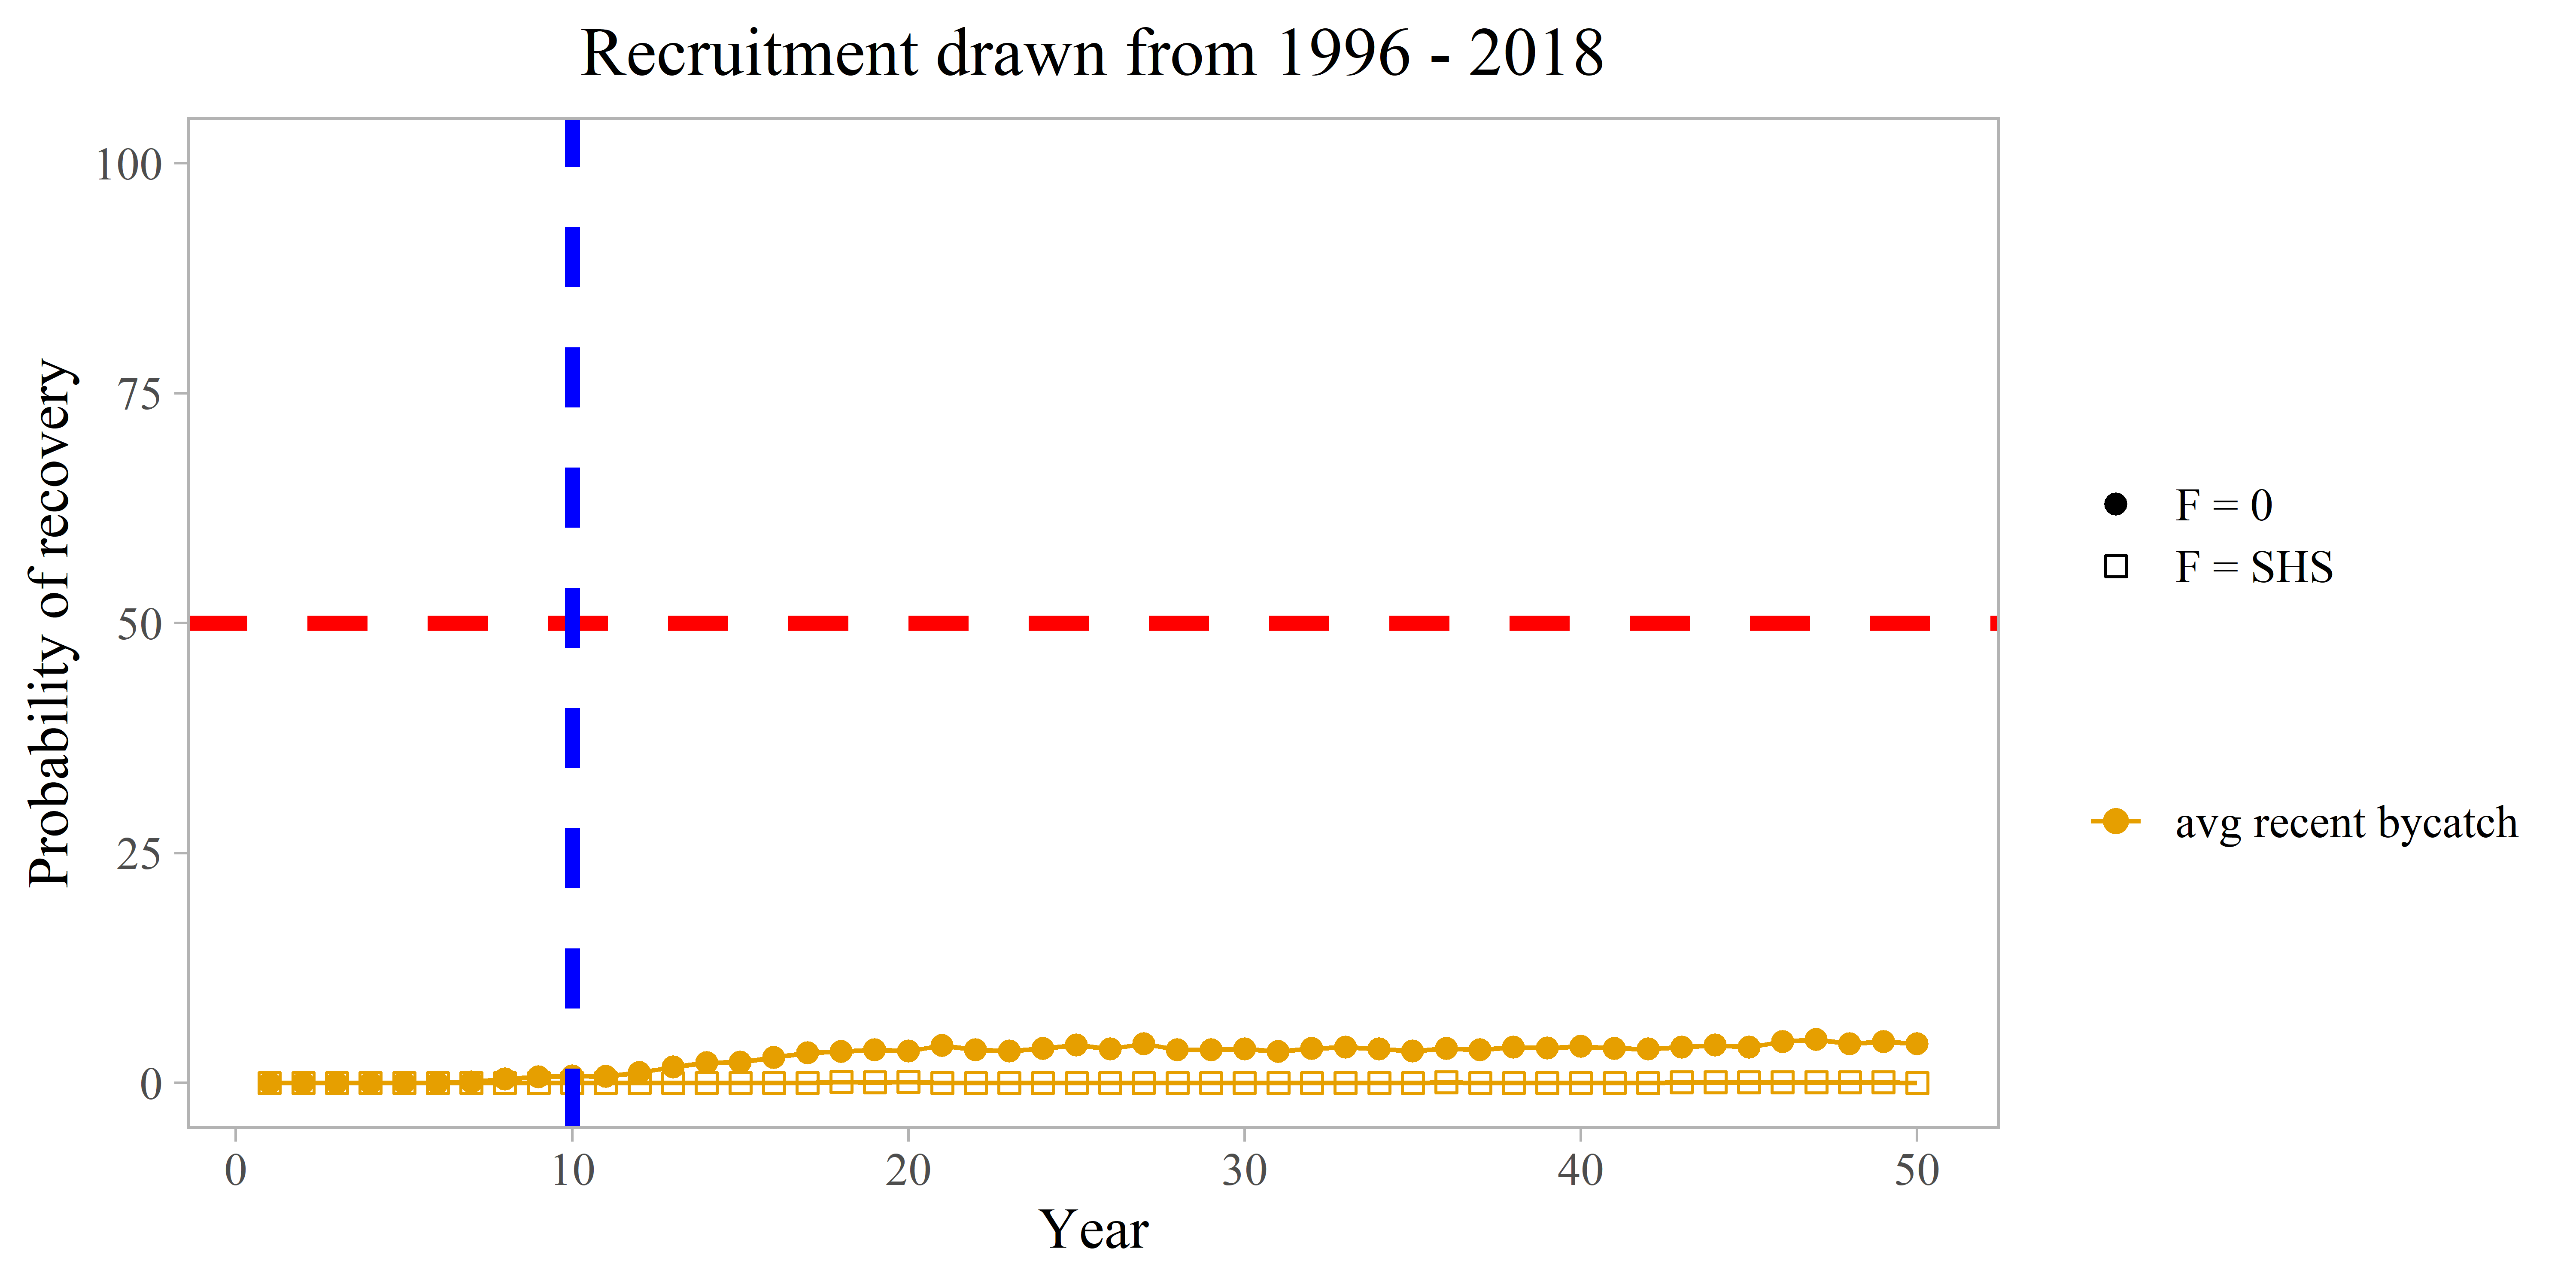 Recruitment drawn from 1996 - 2018
Probability of recovery
100
75
50
25
0
0 10 20 30 40 50
Year
F = 0
F = SHS
avg recent bycatch